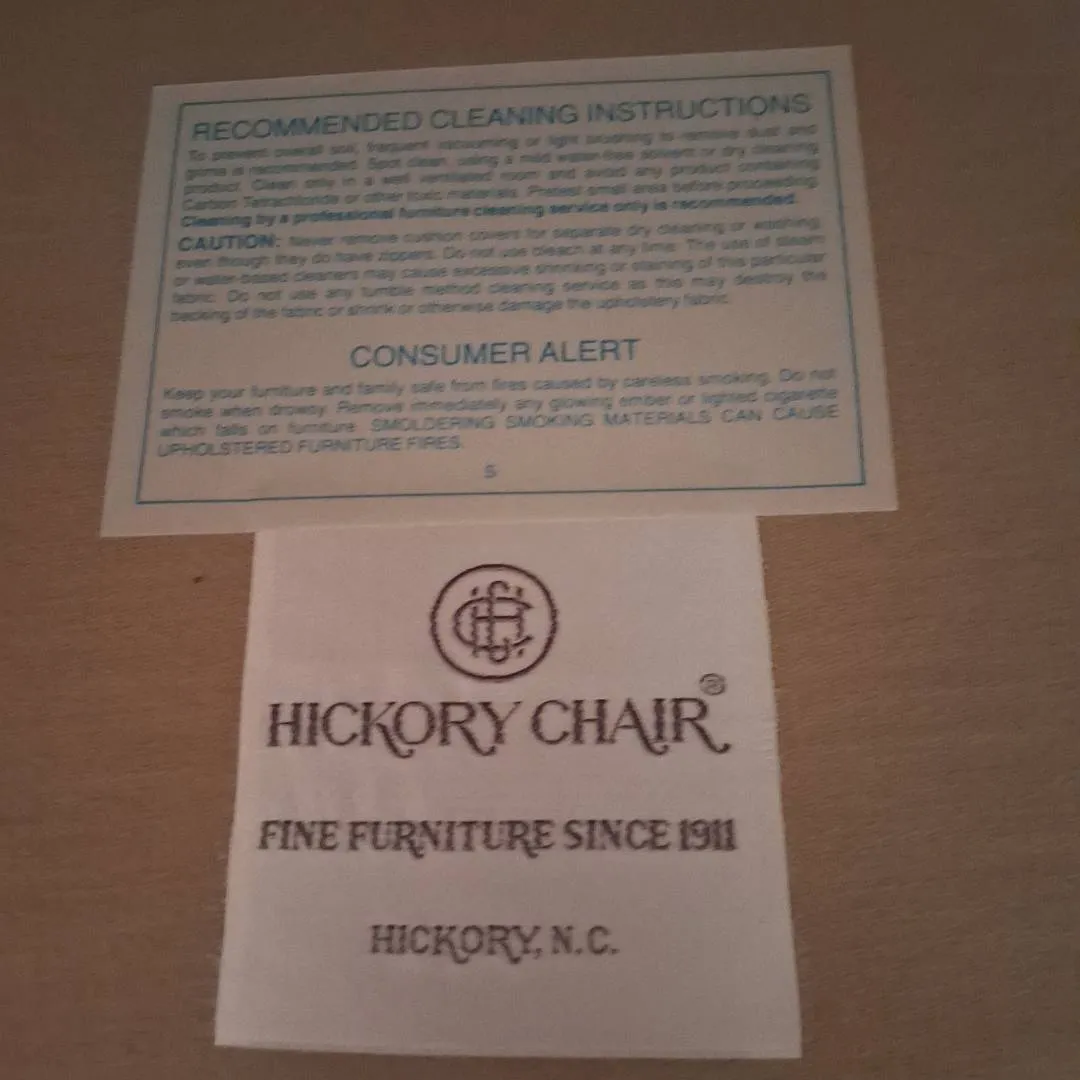 RECOMMENDED CLEANING INSTRUCTIONS
To prevent overall soil, frequent vacuuming or light brushing to remove dust and
grime is recommended. Spot clean, using a mild water-free solvent or dry cleaning
product. Clean only in a well ventilated room and avoid any product containing
Carbon Tetrachloride or other toxic materials. Pretest small area before proceeding.
Cleaning by a professional furniture cleaning service only is recommended.
CAUTION: Never remove cushion covers for separate dry cleaning or washing,
even though they do have zippers. Do not use bleach at any time. The use of steam
or water-based cleaners may cause excessive shrinking or staining of this particular
fabric. Do not use any tumble method cleaning service as this may destroy the
backing of the fabric or shrink or otherwise damage the upholstery fabric.
CONSUMER ALERT
Keep your furniture and family safe from fires caused by careless smoking. Do not
smoke when drowsy. Remove immediately any glowing ember or lighted cigarette
which falls on furniture. SMOLDERING SMOKING MATERIALS CAN CAUSE
UPHOLSTERED FURNITURE FIRES.
S
HICKORY CHAIR®
FINE FURNITURE SINCE 1911
HICKORY, N.C.